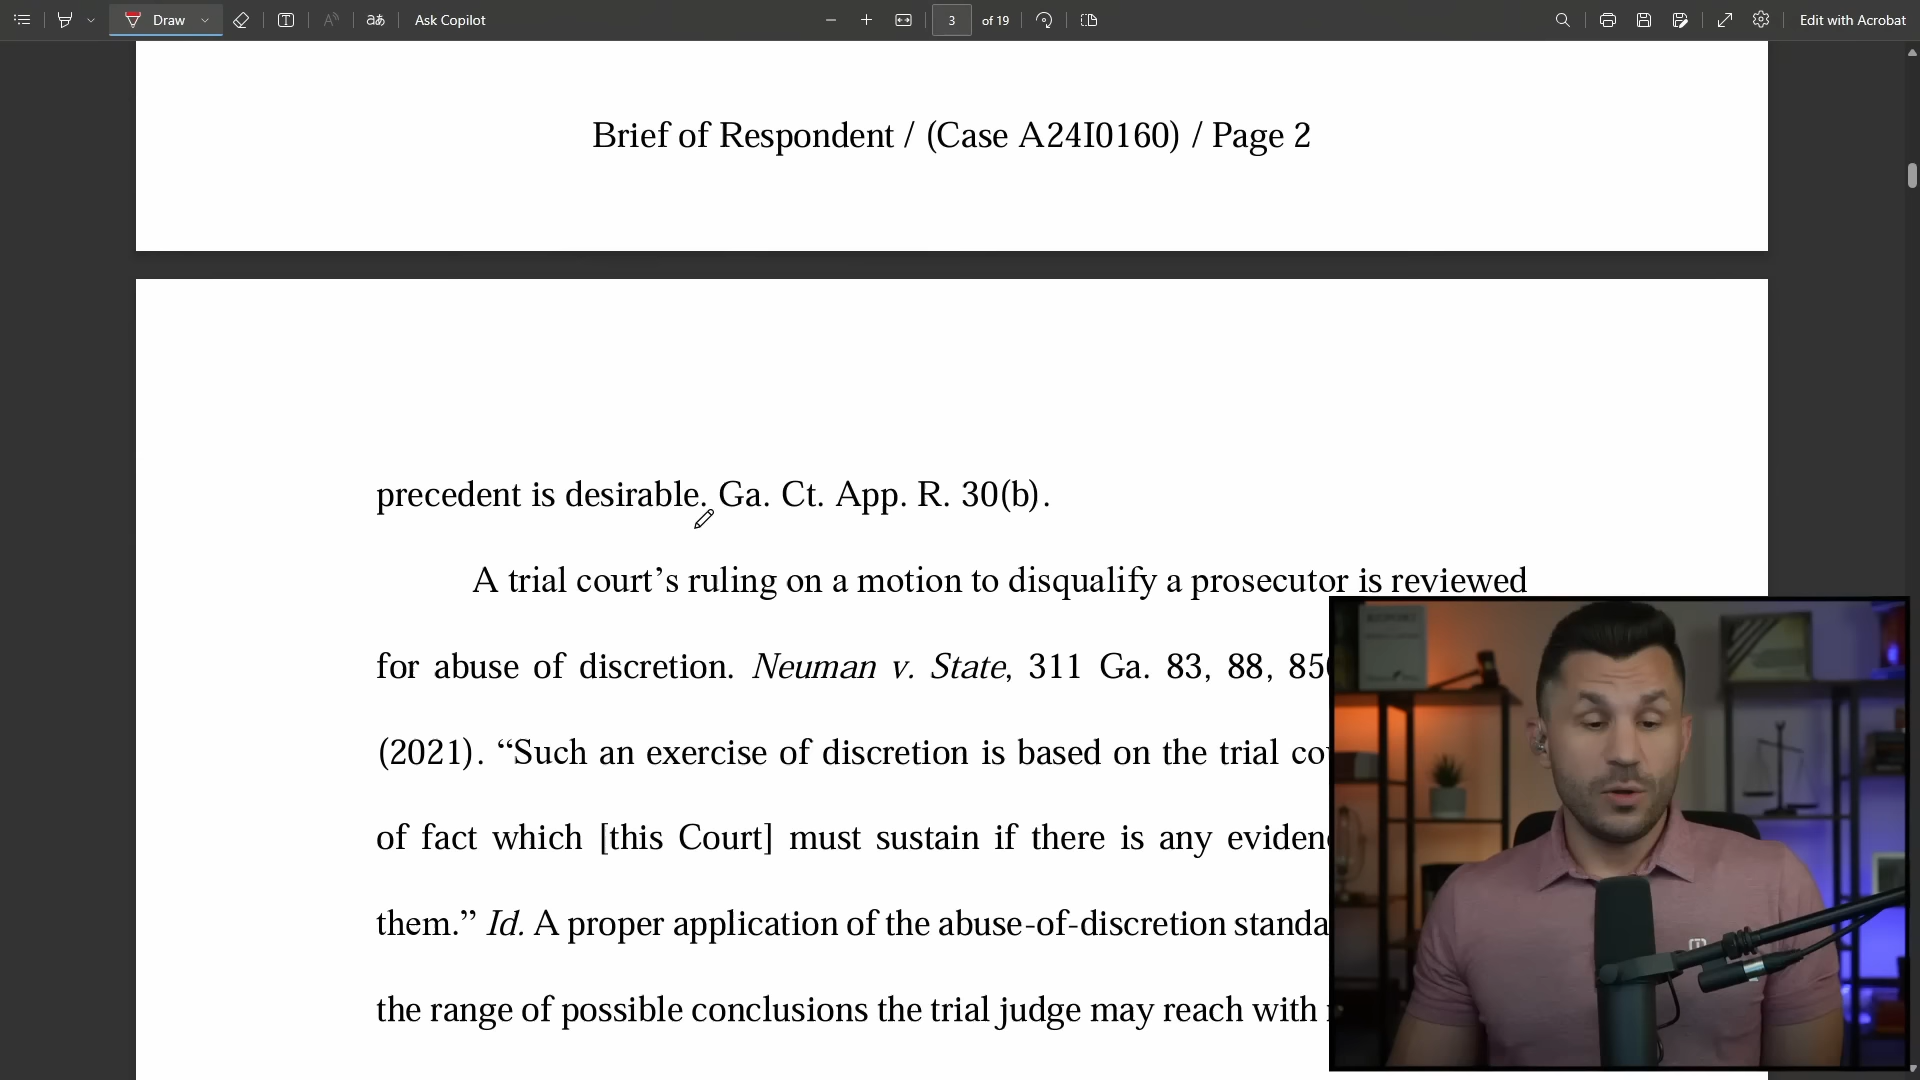 Draw
aあ
Ask Copilot
3
of 19
Edit with Acrobat
Brief of Respondent / (Case A24I0160) / Page 2
precedent is desirable. Ga. Ct. App. R. 30(b).
A trial court’s ruling on a motion to disqualify a prosecutor is reviewed
for abuse of discretion. Neuman v. State, 311 Ga. 83, 88,
(2021). “Such an exercise of discretion is based on the trial
of fact which [this Court] must sustain if there is any
them.” Id. A proper application of the abuse-of-discretion
the range of possible conclusions the trial judge may reach with